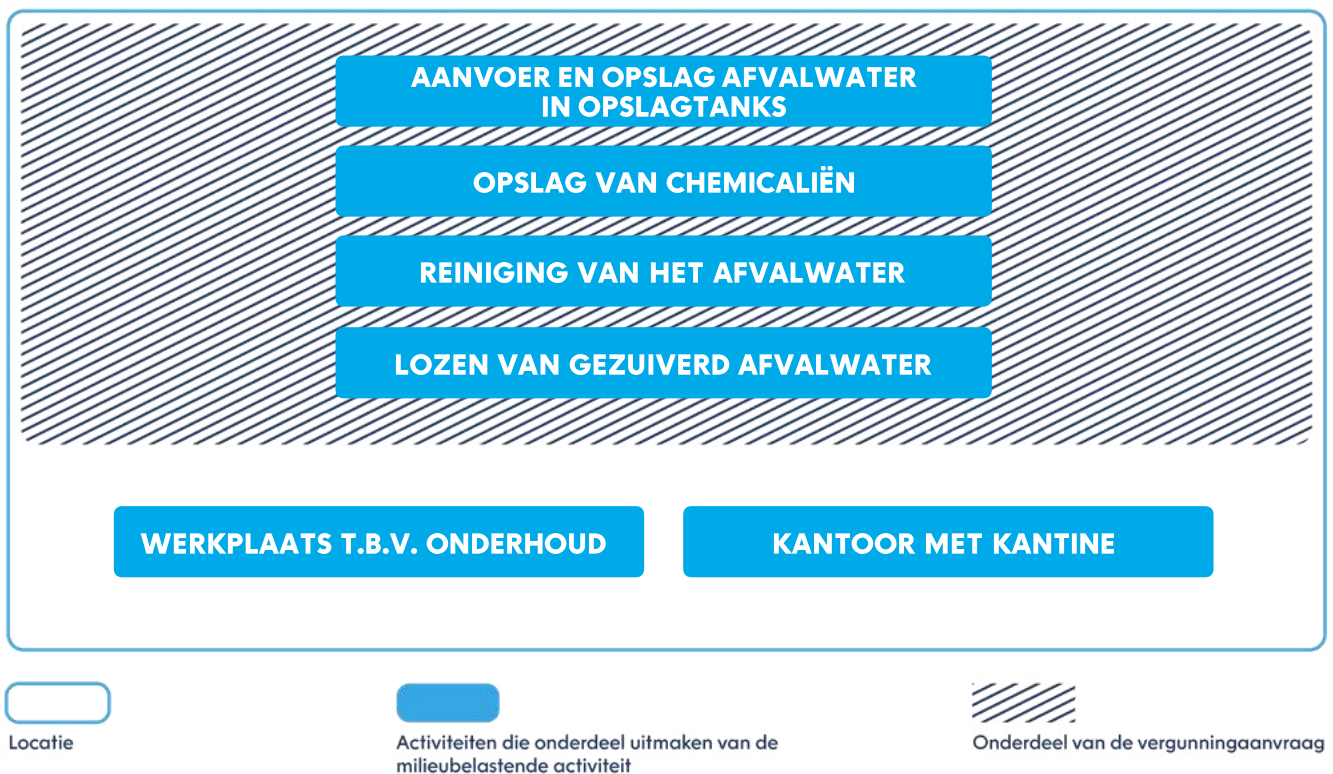 AANVOER EN OPSLAG AFVALWATER
IN OPSLAGTANKS
OPSLAG VAN CHEMICALIËN
REINIGING VAN HET AFVALWATER
LOZEN VAN GEZUIVERD AFVALWATER
WERKPLAATS T.B.V. ONDERHOUD
KANTOOR MET KANTINE
Locatie
Activiteiten die onderdeel uitmaken van de
milieubelastende activiteit
Onderdeel van de vergunningaanvraag